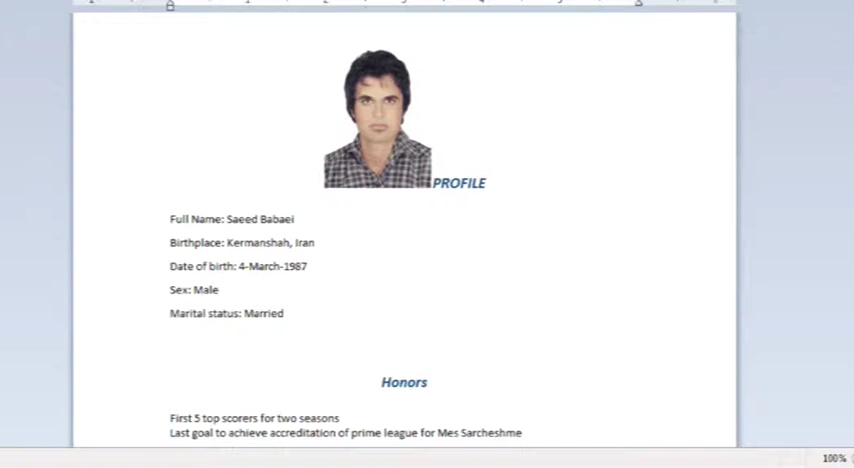 PROFILE
Full Name: Saeed Babaei
Birthplace: Kermanshah, Iran
Date of birth: 4-March-1987
Sex: Male
Marital status: Married
Honors
First 5 top scorers for two seasons
Last goal to achieve accreditation of prime league for Mes Sarcheshme
100%